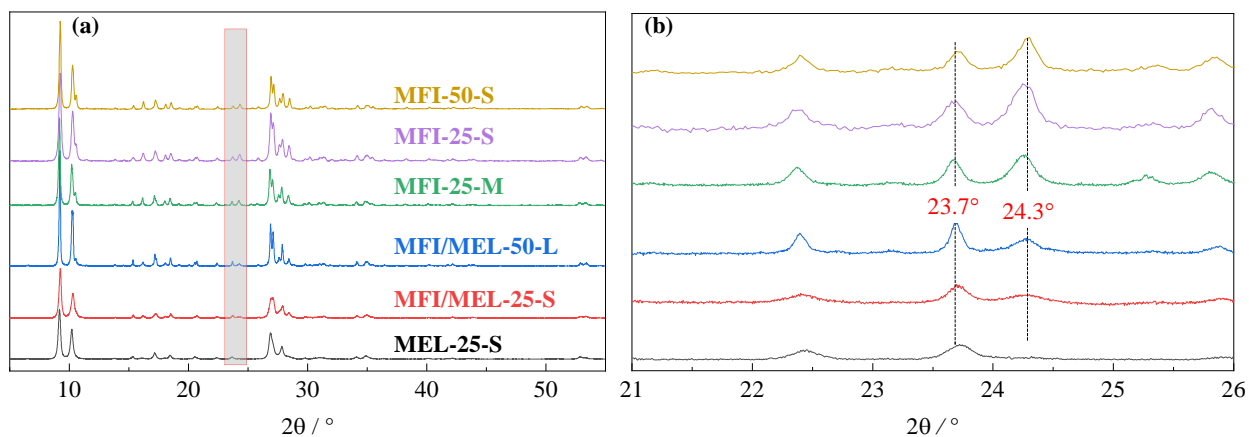 (a)
MFI-50-S
MFI-25-S
MFI-25-M
MFI/MEL-50-L
MFI/MEL-25-S
MEL-25-S
10 20 30 40 50
2θ / °
(b)
23.7° 24.3°
21 22 23 24 25 26
2θ / °